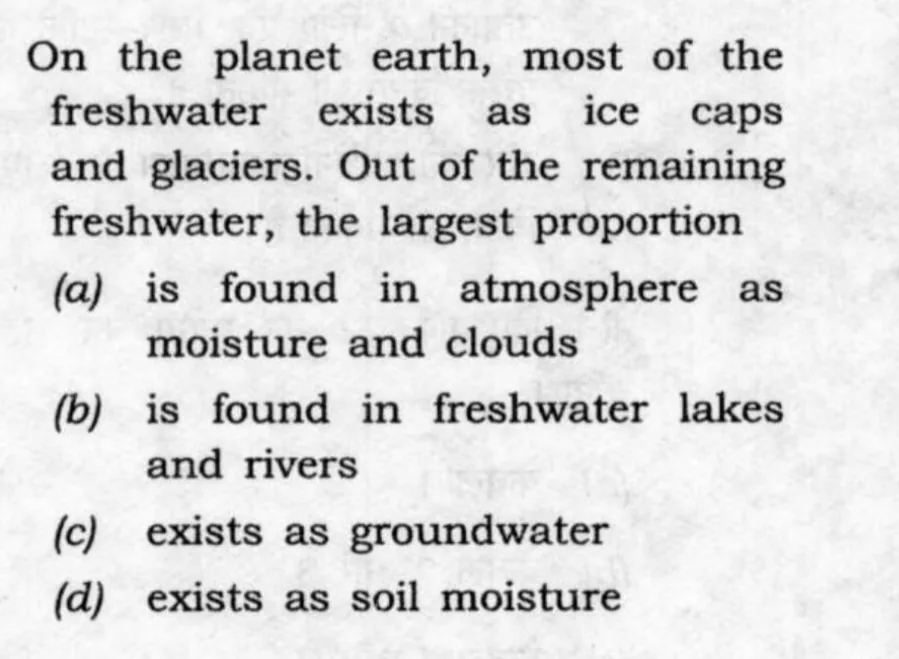 On the planet earth, most of the
freshwater exists as ice caps
and glaciers. Out of the remaining
freshwater, the largest proportion
(a) is found in atmosphere as
moisture and clouds
(b) is found in freshwater lakes
and rivers
(c) exists as groundwater
(d) exists as soil moisture